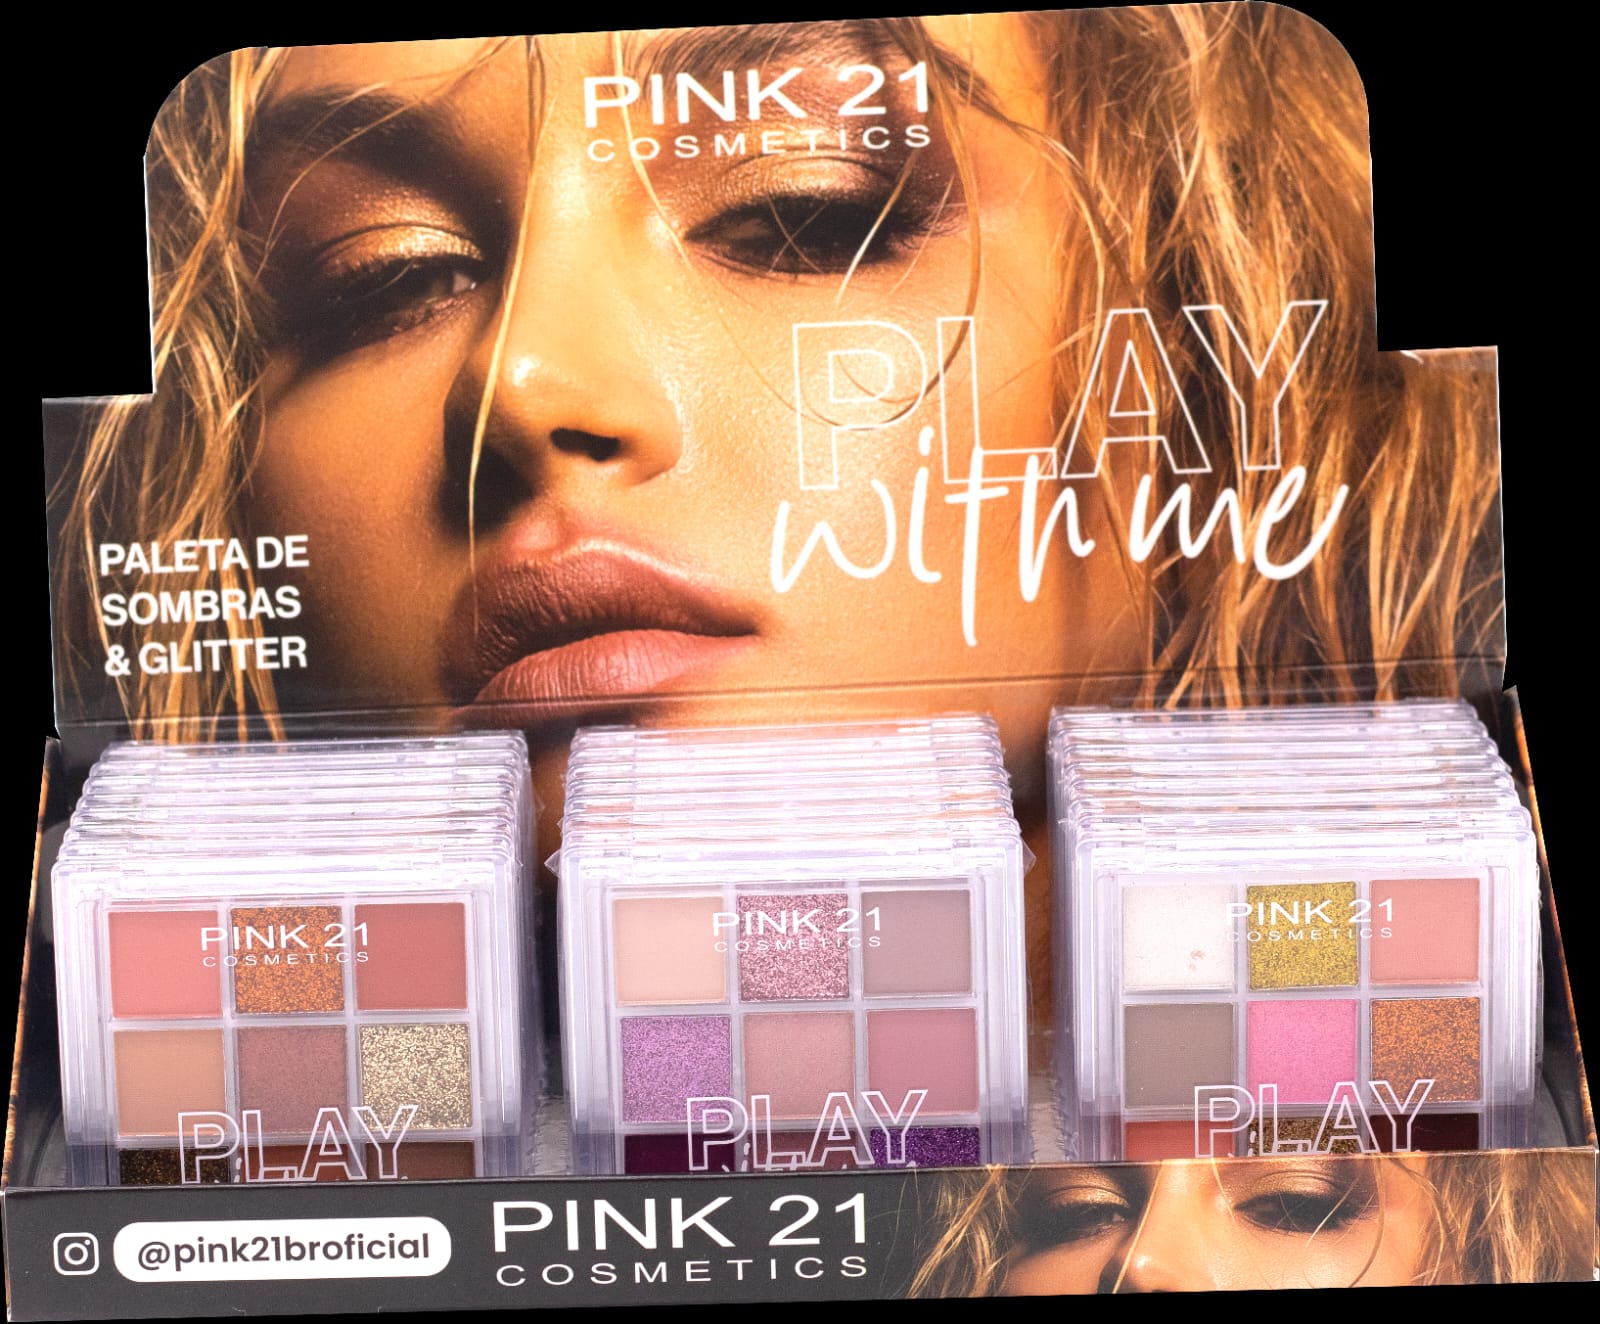 PINK 21
COSMETICS
PLAY
with me
PALETA DE
SOMBRAS
& GLITTER
PINK 21
COSMETICS
PLAY
PINK 21
COSMETICS
PLAY
PINK 21
COSMETICS
PLAY
@pink21broficial
PINK 21
COSMETICS